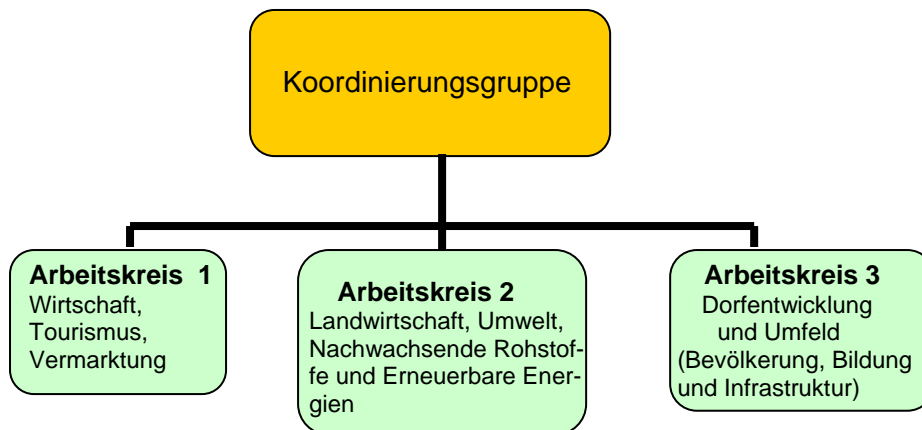 Koordinierungsgruppe
Arbeitskreis 1
Wirtschaft,
Tourismus,
Vermarktung
Arbeitskreis 2
Landwirtschaft, Umwelt,
Nachwachsende Rohstof-
fe und Erneuerbare Ener-
gien
Arbeitskreis 3
Dorfentwicklung
und Umfeld
(Bevölkerung, Bildung
und Infrastruktur)